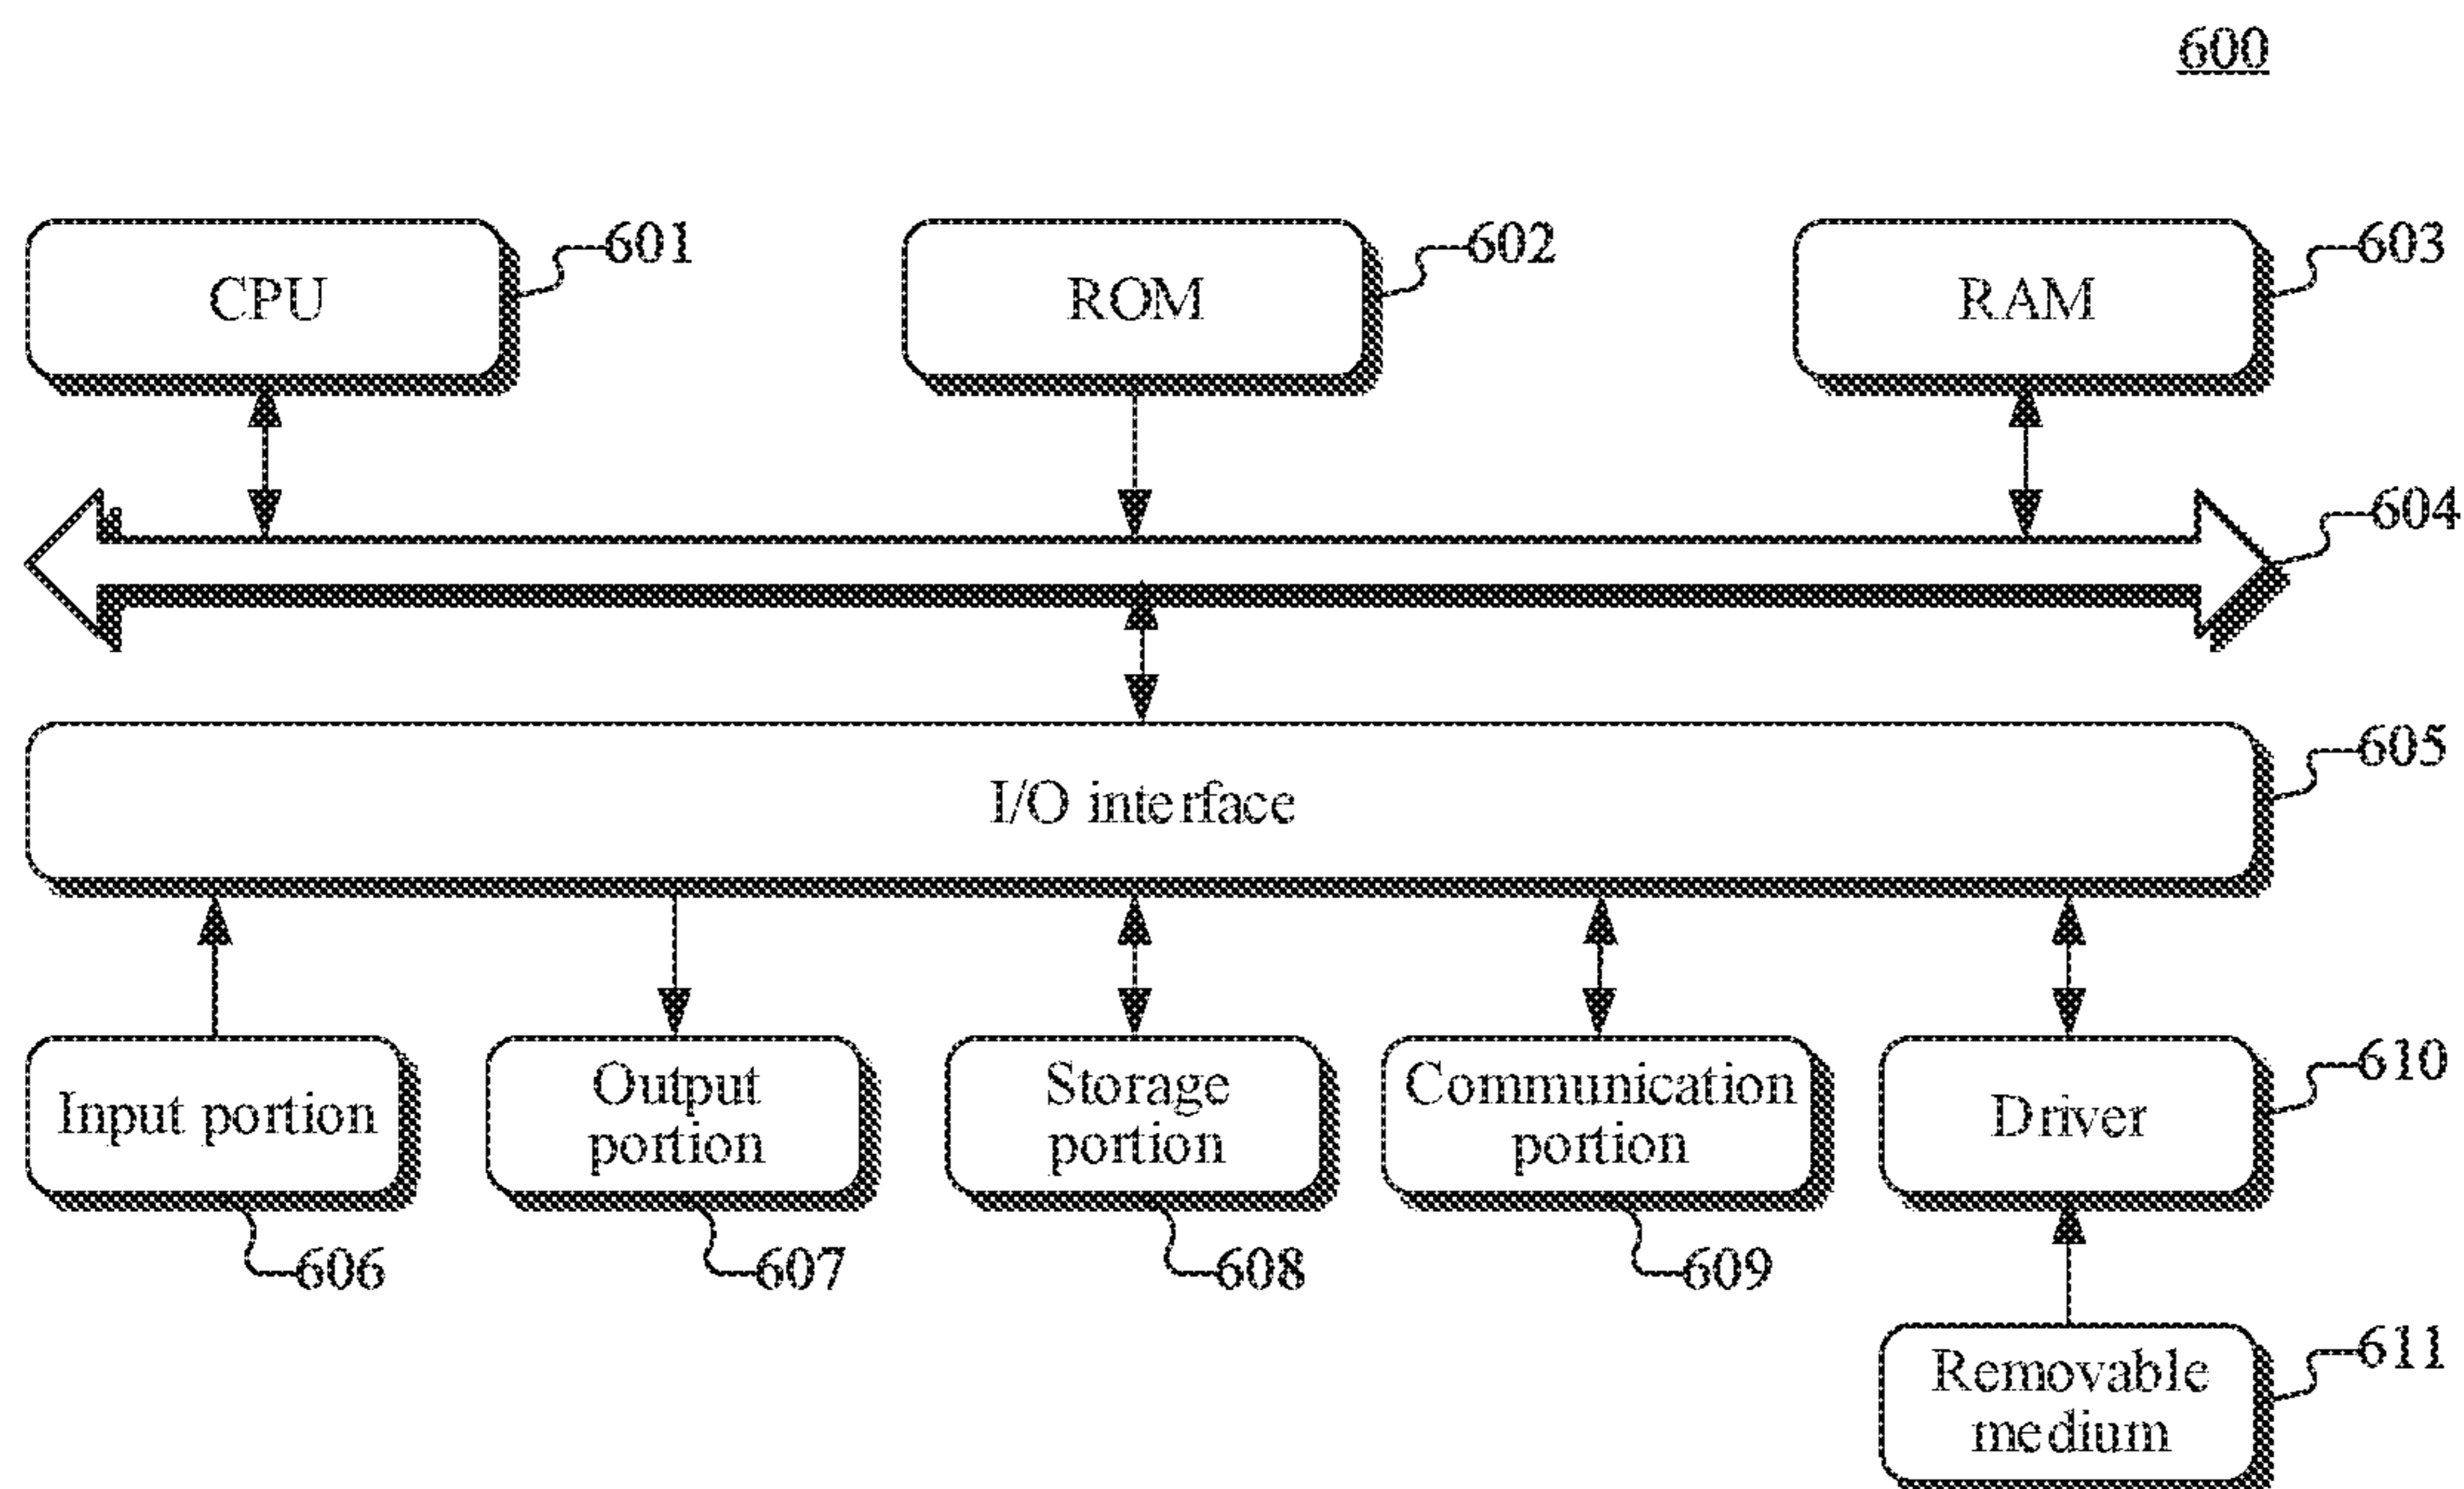 600
CPU
601
ROM
602
RAM
603
604
I/O interface
605
Input portion
606
Output
portion
607
Storage
portion
608
Communication
portion
609
Driver
610
Removable
medium
611